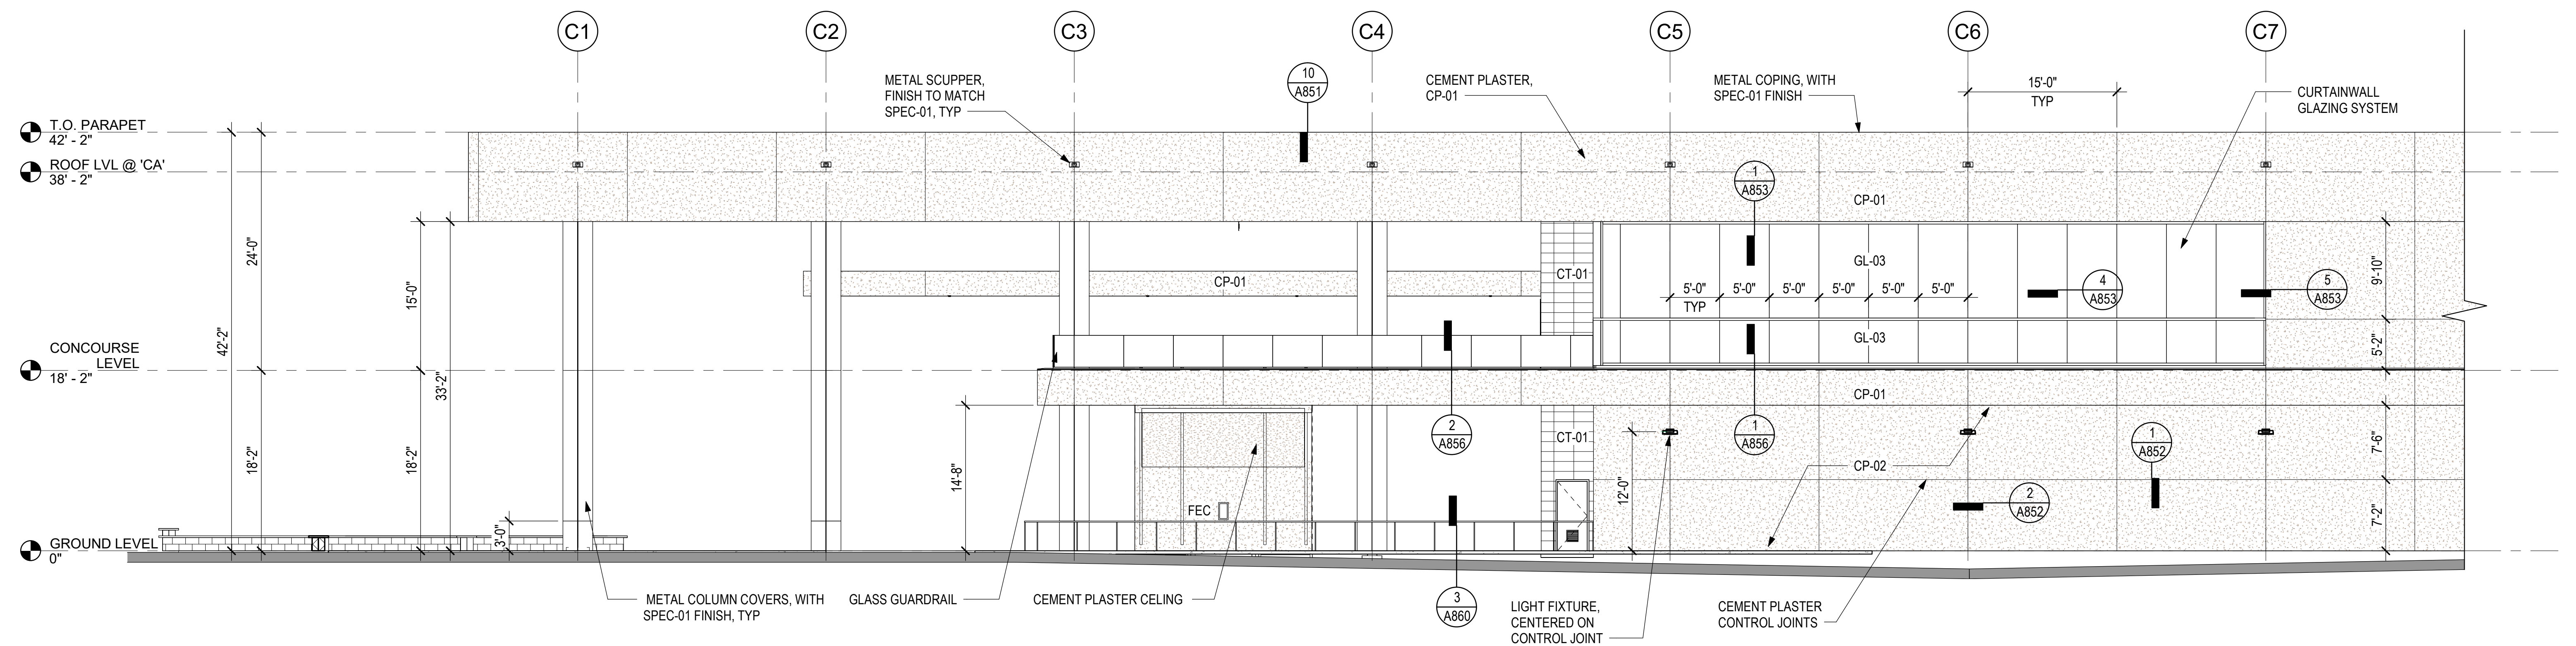 C1
C2
C3
C4
C5
C6
C7
METAL SCUPPER,
FINISH TO MATCH
SPEC-01, TYP
10
A851
CEMENT PLASTER,
CP-01
METAL COPING, WITH
SPEC-01 FINISH
15'-0"
TYP
CURTAINWALL
GLAZING SYSTEM
T.O. PARAPET
42' - 2"
ROOF LVL @ 'CA'
38' - 2"
CONCOURSE
LEVEL
18' - 2"
GROUND LEVEL
0"
42'-2"
24'-0"
18'-2"
15'-0"
18'-2"
33'-2"
3'-0"
14'-8"
12'-0"
1
A853
CP-01
CP-01
CT-01
GL-03
5'-0"
5'-0"
5'-0"
5'-0"
5'-0"
5'-0"
TYP
4
A853
5
A853
9'-10"
GL-03
5'-2"
CP-01
2
A856
CT-01
1
A856
1
A852
7'-6"
CP-02
FEC
2
A852
7'-2"
METAL COLUMN COVERS, WITH
SPEC-01 FINISH, TYP
GLASS GUARDRAIL
CEMENT PLASTER CELING
3
A860
LIGHT FIXTURE,
CENTERED ON
CONTROL JOINT
CEMENT PLASTER
CONTROL JOINTS